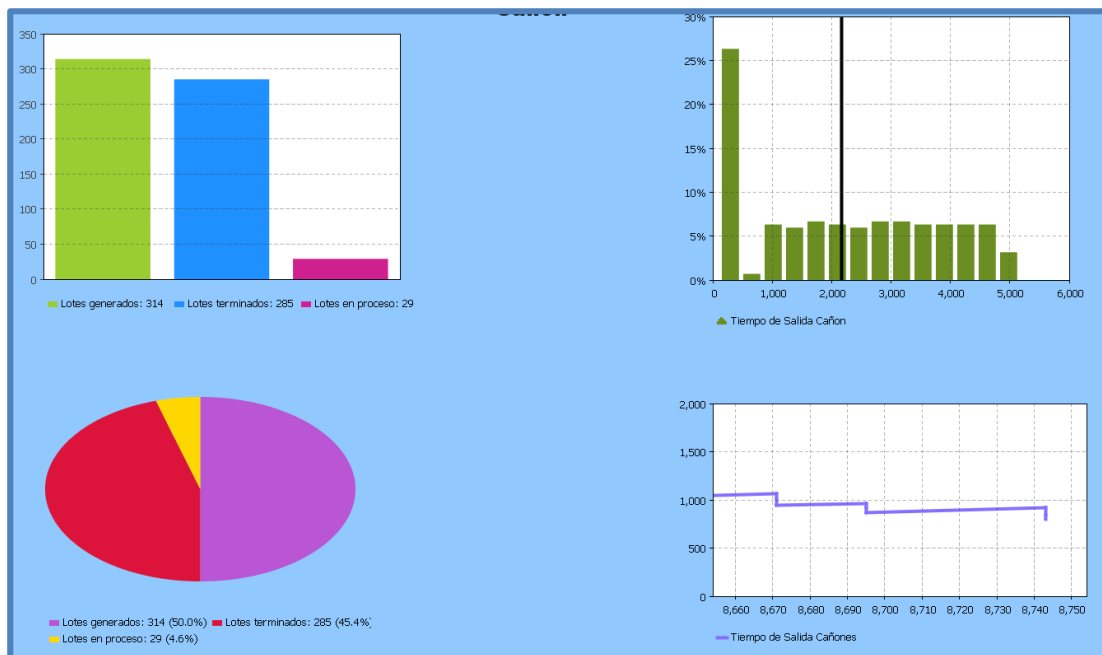 350
300
250
200
150
100
50
0
Lotes generados: 314 Lotes terminados: 285 Lotes en proceso: 29
30%
25%
20%
15%
10%
5%
0%
0 1,000 2,000 3,000 4,000 5,000 6,000
Tiempo de Salida Cañon
Lotes generados: 314 (50.0%) Lotes terminados: 285 (45.4%)
Lotes en proceso: 29 (4.6%)
2,000
1,500
1,000
500
0
8,660 8,670 8,680 8,690 8,700 8,710 8,720 8,730 8,740 8,750
Tiempo de Salida Cañones